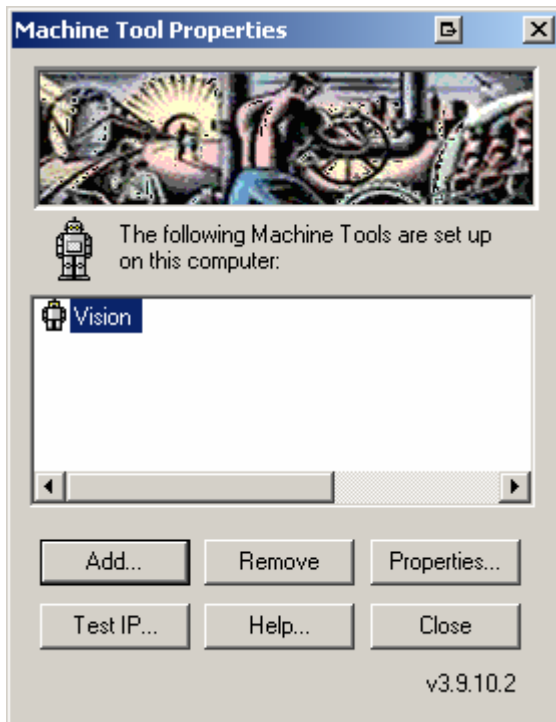 Machine Tool Properties
The following Machine Tools are set up
on this computer:
Vision
Add... Remove Properties...
Test IP... Help... Close
v3.9.10.2